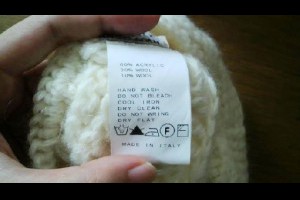 60% ACRYLIC
30% WOOL
10% WOOL
HAND WASH
DO NOT BLEACH
COOL IRON
DRY CLEAN
DO NOT WRING
DRY FLAT
F
MADE IN ITALY